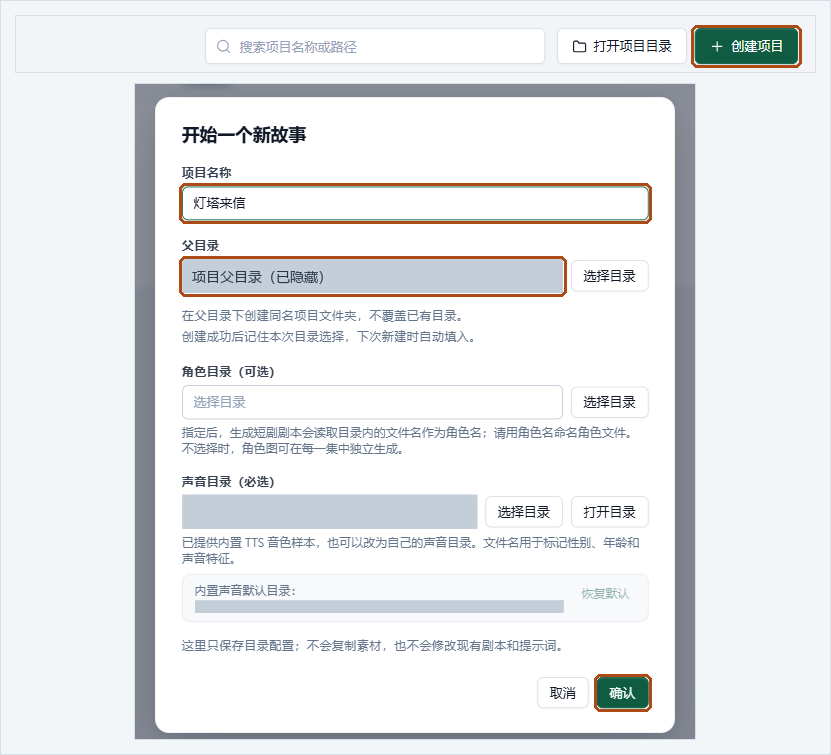 搜索项目名称或路径
打开项目目录
创建项目
开始一个新故事
项目名称
灯塔来信
父目录
项目父目录（已隐藏）
选择目录
在父目录下创建同名项目文件夹，不覆盖已有目录。
创建成功后记住本次目录选择，下次新建时自动填入。
角色目录（可选）
选择目录
选择目录
指定后，生成短剧剧本会读取目录内的文件名作为角色名；请用角色名命名角色文件。
不选择时，角色图可在每一集中独立生成。
声音目录（必选）
选择目录
打开目录
已提供内置 TTS 音色样本，也可以改为自己的声音目录。文件名用于标记性别、年龄和
声音特征。
内置声音默认目录：
恢复默认
这里只保存目录配置；不会复制素材，也不会修改现有剧本和提示词。
取消
确认